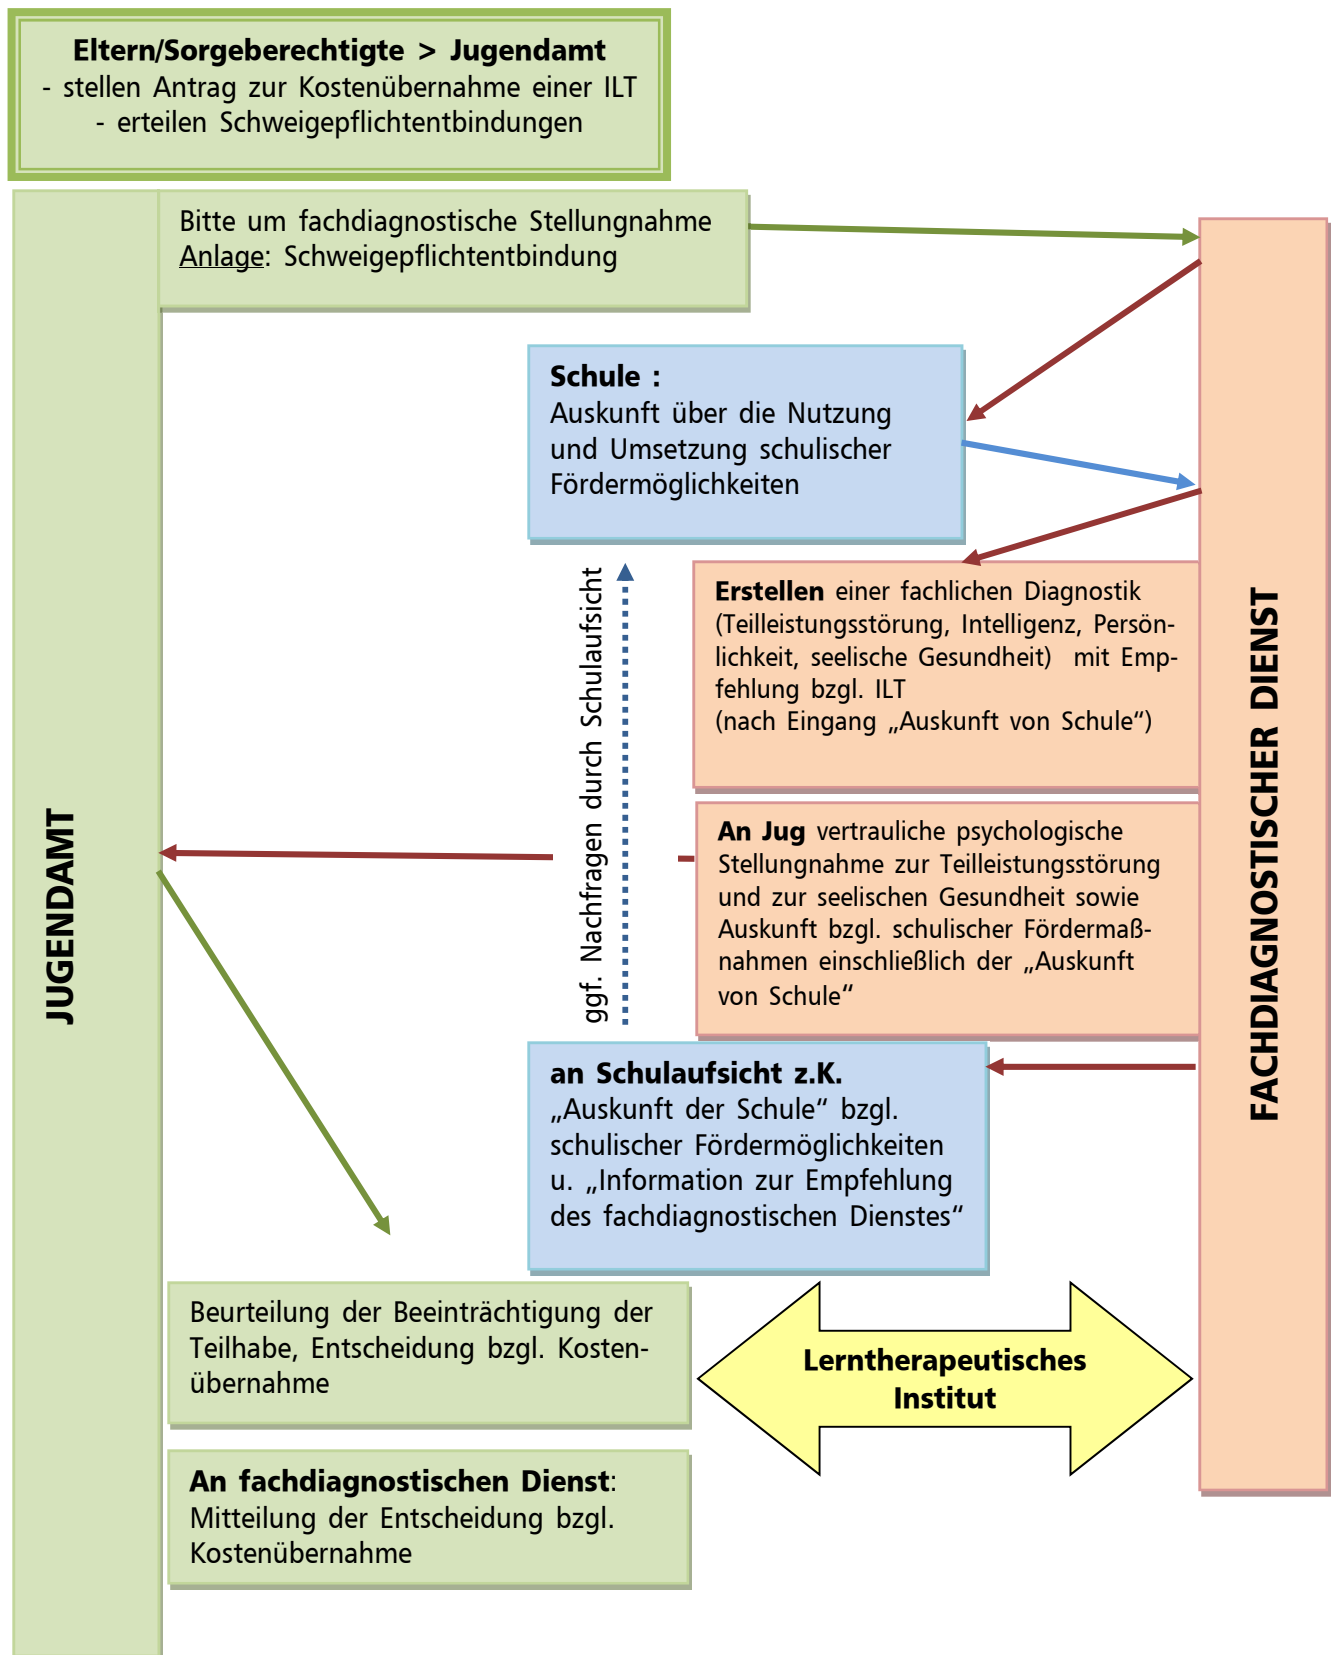 Eltern/Sorgeberechtigte > Jugendamt
- stellen Antrag zur Kostenübernahme einer ILT
- erteilen Schweigepflichtentbindungen
Bitte um fachdiagnostische Stellungnahme
Anlage: Schweigepflichtentbindung
Schule :
Auskunft über die Nutzung
und Umsetzung schulischer
Fördermöglichkeiten
ggf. Nachfragen durch Schulaufsicht
Erstellen einer fachlichen Diagnostik
(Teilleistungsstörung, Intelligenz, Persön-
lichkeit, seelische Gesundheit) mit Emp-
fehlung bzgl. ILT
(nach Eingang „Auskunft von Schule“)
An Jug vertrauliche psychologische
Stellungnahme zur Teilleistungsstörung
und zur seelischen Gesundheit sowie
Auskunft bzgl. schulischer Fördermaß-
nahmen einschließlich der „Auskunft
von Schule“
JUGENDAMT
FACHDIAGNOSTISCHER DIENST
an Schulaufsicht z.K.
„Auskunft der Schule“ bzgl.
schulischer Fördermöglichkeiten
u. „Information zur Empfehlung
des fachdiagnostischen Dienstes“
Beurteilung der Beeinträchtigung der
Teilhabe, Entscheidung bzgl. Kosten-
übernahme
Lerntherapeutisches
Institut
An fachdiagnostischen Dienst:
Mitteilung der Entscheidung bzgl.
Kostenübernahme